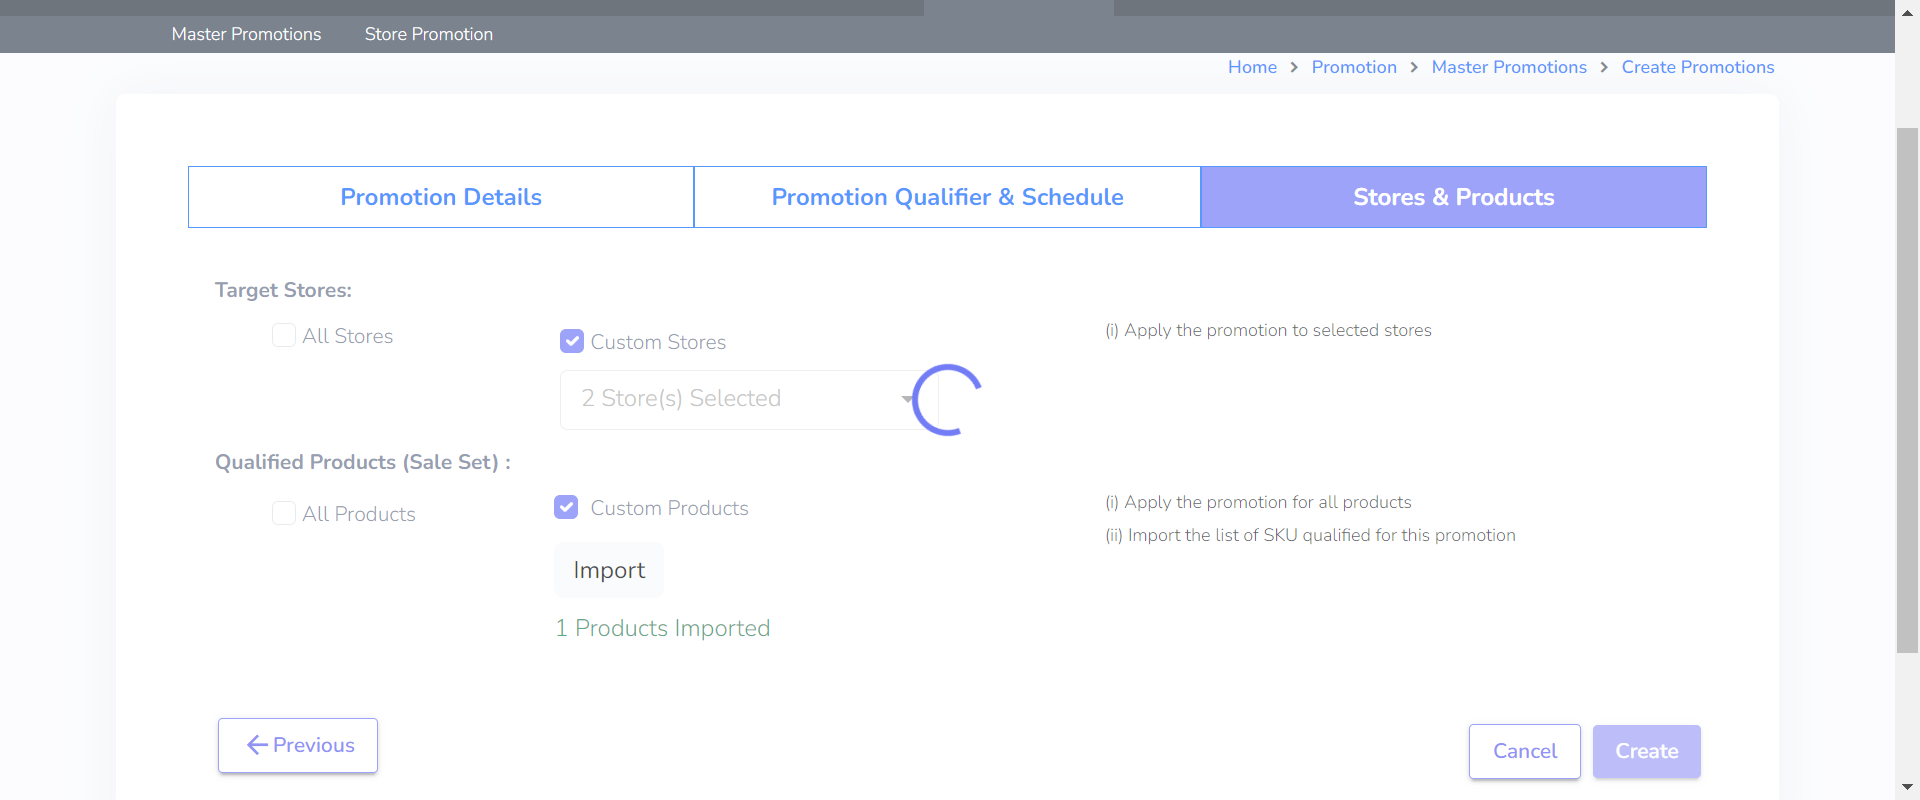 Master Promotions Store Promotion
Home > Promotion > Master Promotions > Create Promotions
Promotion Details Promotion Qualifier & Schedule Stores & Products
Target Stores:
All Stores
Custom Stores
(i) Apply the promotion to selected stores
2 Store(s) Selected
Qualified Products (Sale Set) :
All Products
Custom Products
(i) Apply the promotion for all products
(ii) Import the list of SKU qualified for this promotion
Import
1 Products Imported
Previous
Cancel
Create